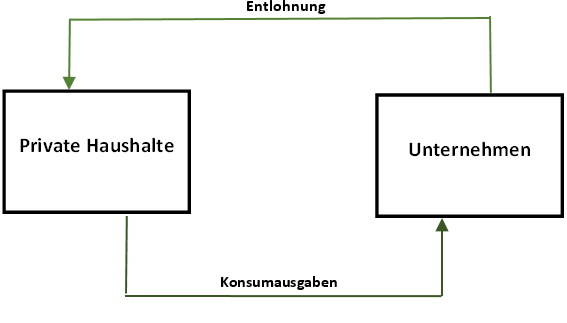 Entlohnung
Private Haushalte
Unternehmen
Konsumausgaben